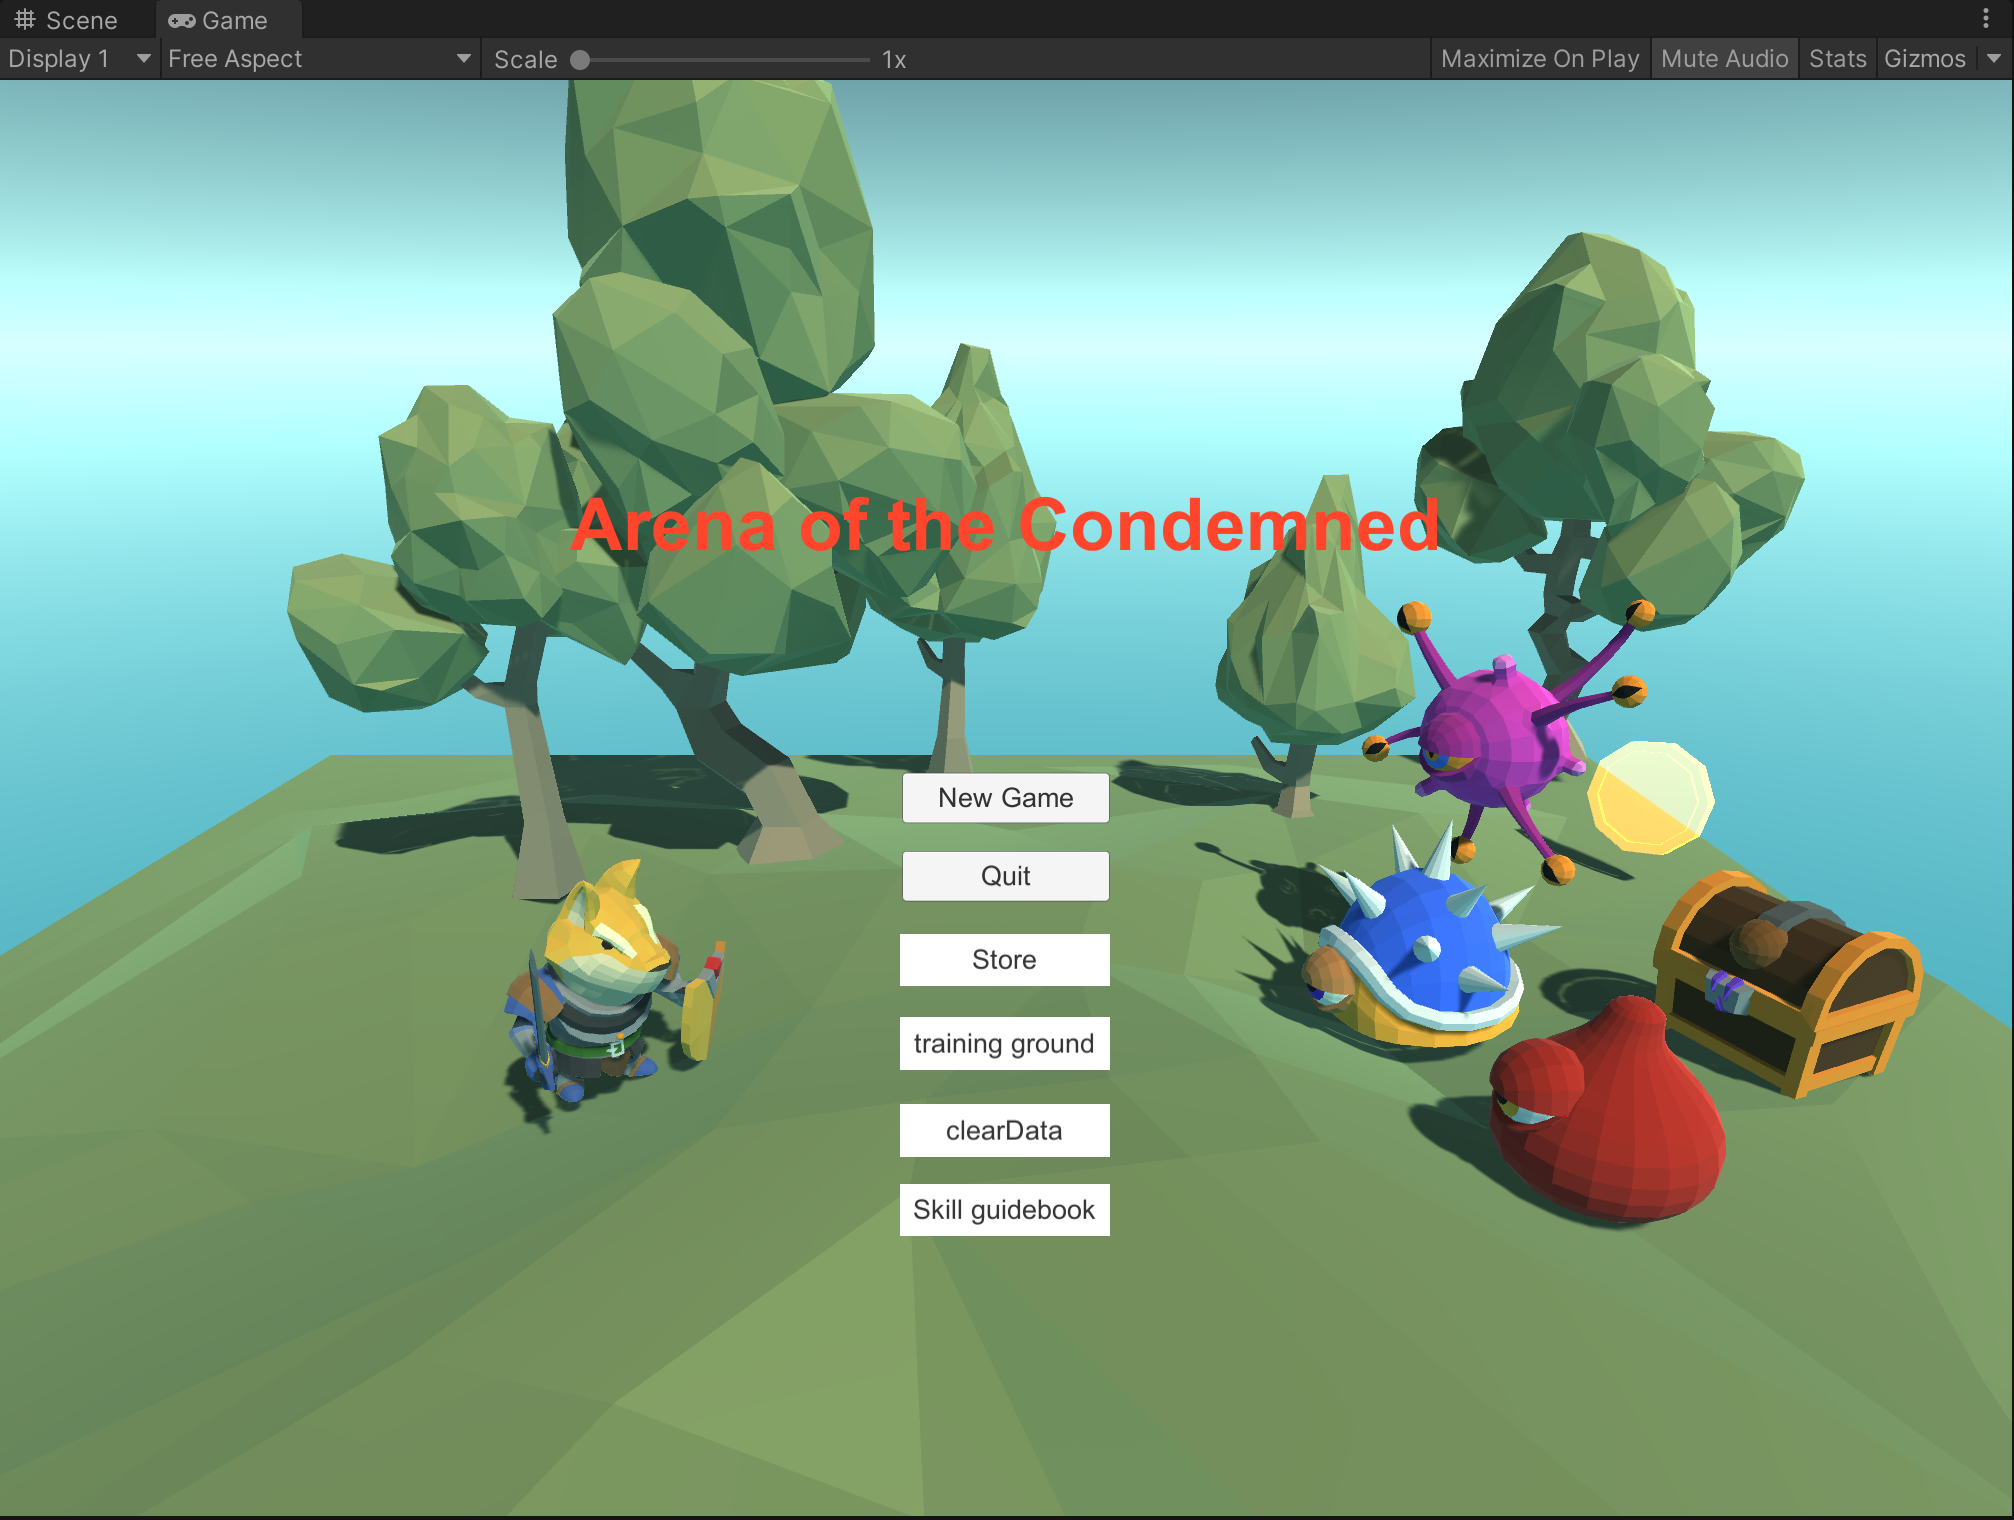 Scene
Game
Display 1
Free Aspect
Scale
1x
Maximize On Play
Mute Audio
Stats
Gizmos
Arena of the Condemned
New Game
Quit
Store
training ground
clearData
Skill guidebook